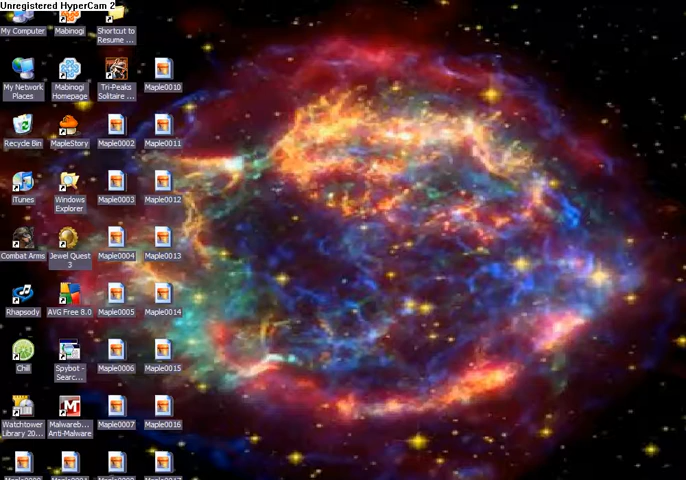 Unregistered HyperCam 2
My Computer
Mabinogi
Shortcut to
Resume ...
My Network
Places
Mabinogi
Homepage
Tri-Peaks
Solitaire ...
Maple0010
Recycle Bin
MapleStory
Maple0002
Maple0011
iTunes
Windows
Explorer
Maple0003
Maple0012
Combat Arms
Jewel Quest
3
Maple0004
Maple0013
Rhapsody
AVG Free 8.0
Maple0005
Maple0014
Chill
Spybot -
Searc...
Maple0006
Maple0015
Watchtower
Library 20...
Malwareb...
Anti-Malware
Maple0007
Maple0016